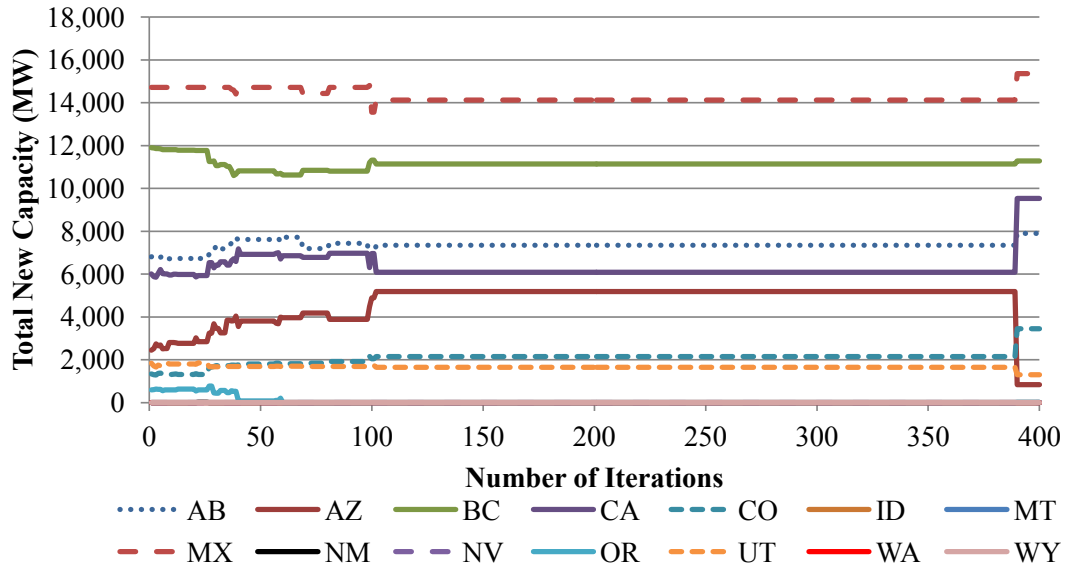 18,000
16,000
14,000
12,000
10,000
8,000
6,000
4,000
2,000
0
Total New Capacity (MW)
0 50 100 150 200 250 300 350 400
Number of Iterations
AB AZ BC CA CO ID MT
MX NM NV OR UT WA WY